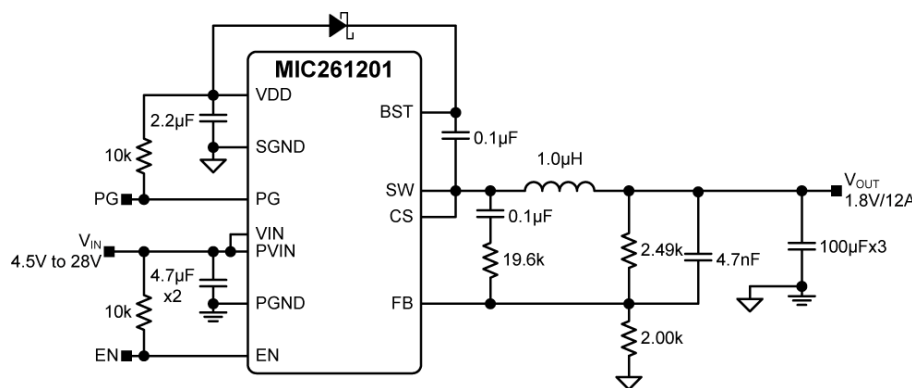 MIC261201
VDD
BST
2.2µF
0.1µF
SGND
10k
1.0µH
PG
PG
SW
CS
VOUT
1.8V/12A
0.1µF
VIN
4.5V to 28V
VIN
PVIN
19.6k
2.49k
4.7nF
100µFx3
4.7µF
x2
10k
PGND
FB
2.00k
EN
EN